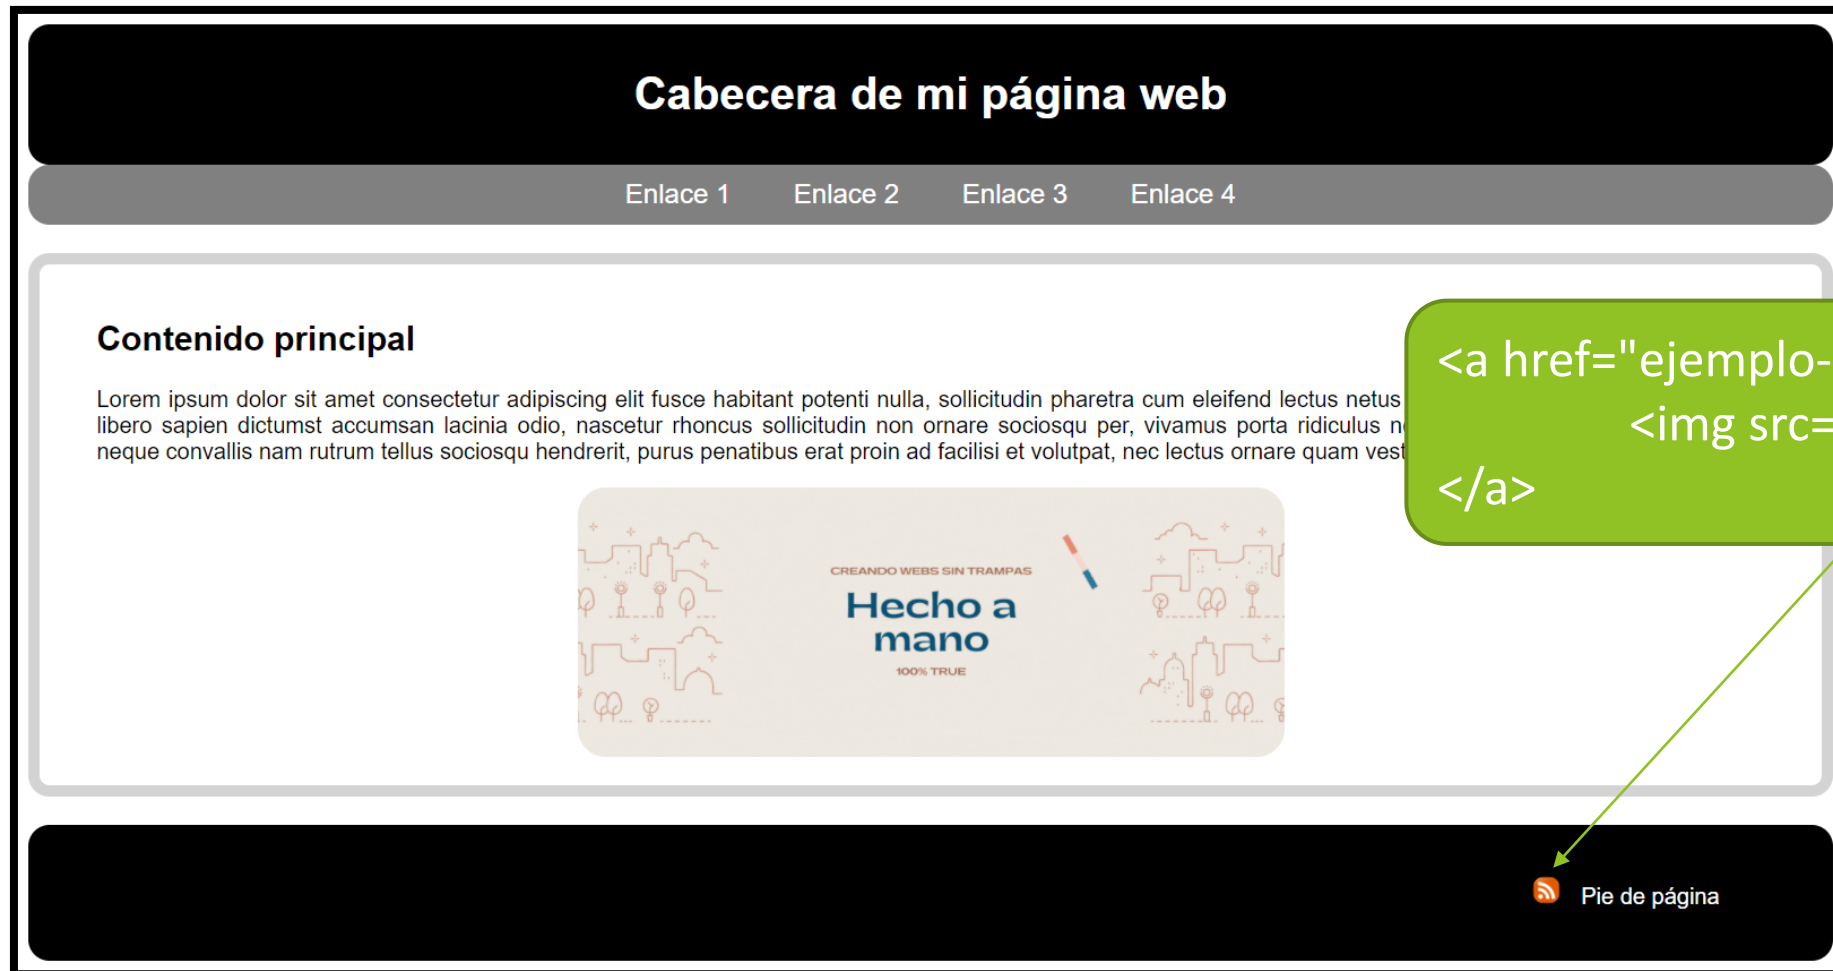 Cabecera de mi página web
Enlace 1 Enlace 2 Enlace 3 Enlace 4
Contenido principal
Lorem ipsum dolor sit amet consectetur adipiscing elit fusce habitant potenti nulla, sollicitudin pharetra cum eleifend lectus netus
libero sapien dictumst accumsan lacinia odio, nascetur rhoncus sollicitudin non ornare sociosqu per, vivamus porta ridiculus
neque convallis nam rutrum tellus sociosqu hendrerit, purus penatibus erat proin ad facilisi et volutpat, nec lectus ornare quam
<a href="ejemplo-
<img src=
</a>
CREANDO WEBS SIN TRAMPAS
Hecho a
mano
100% TRUE
Pie de página